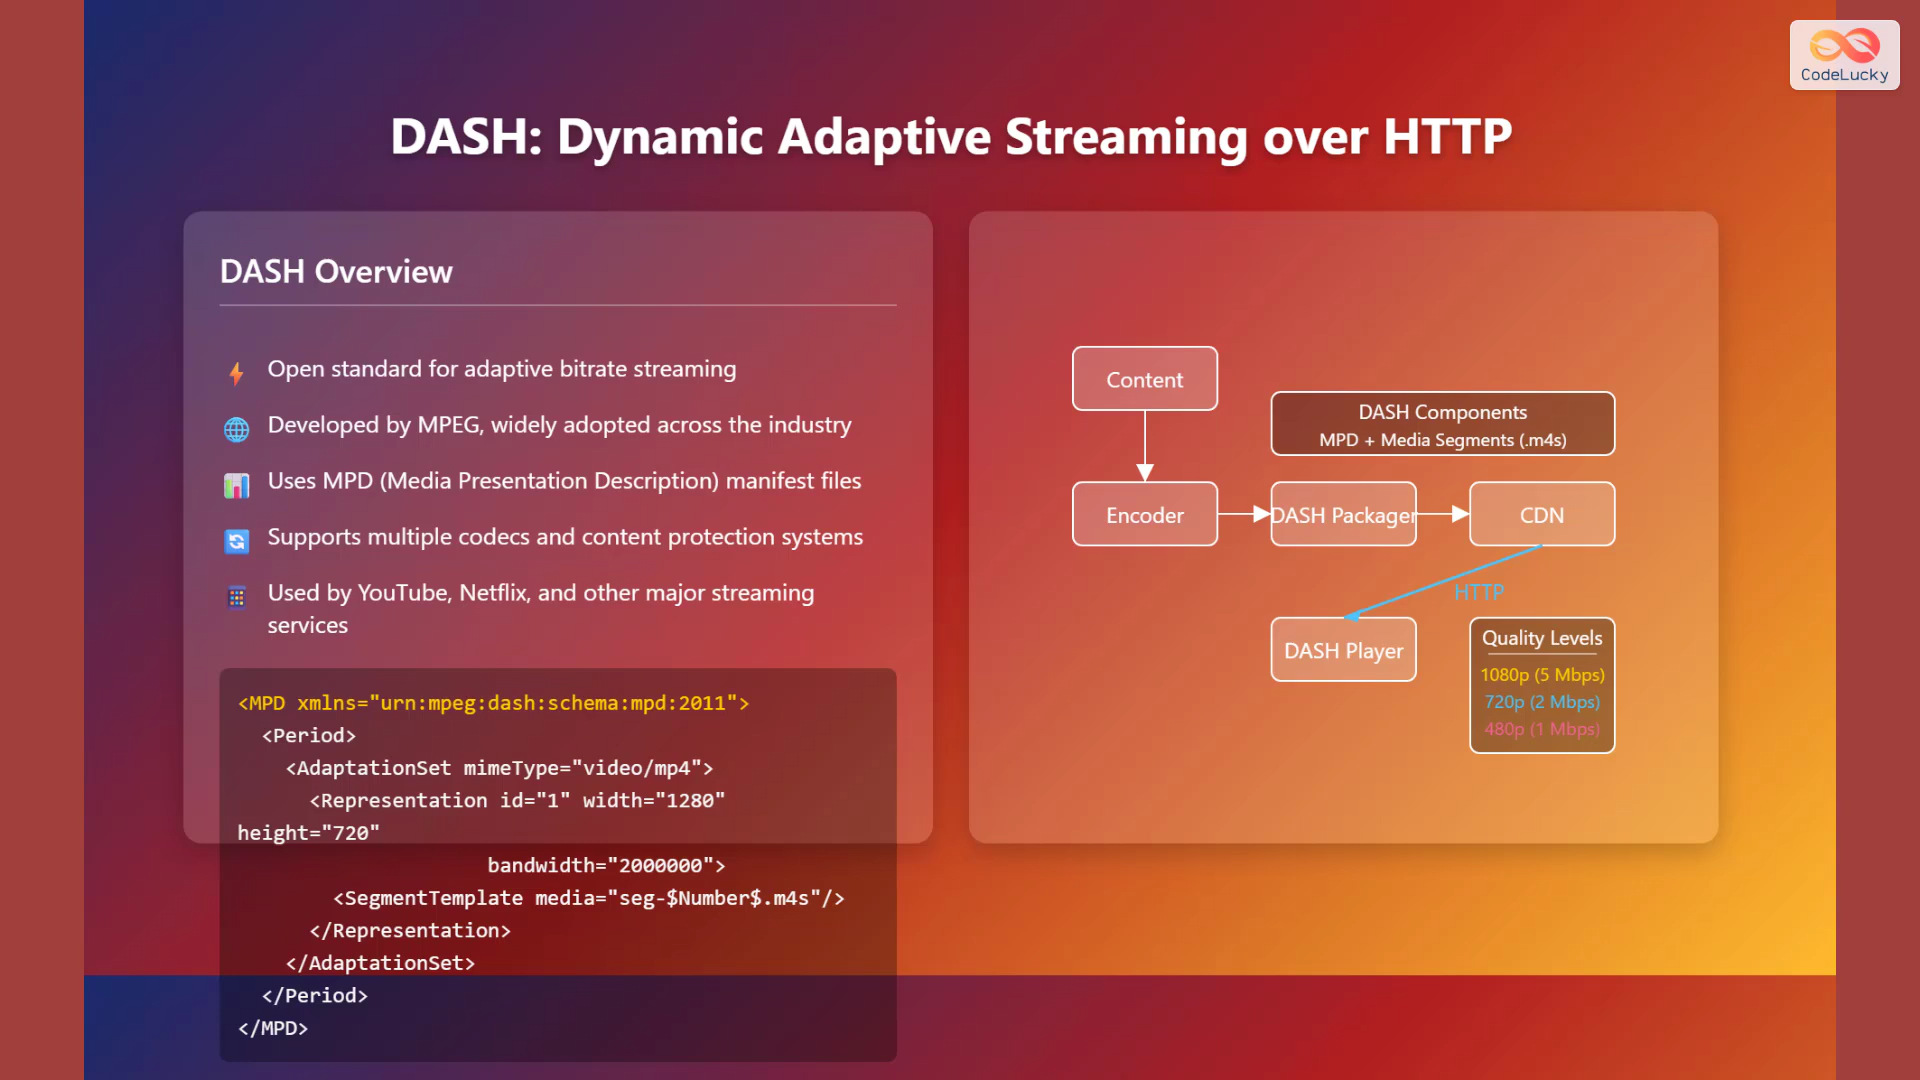 CodeLucky
DASH: Dynamic Adaptive Streaming over HTTP
DASH Overview
Open standard for adaptive bitrate streaming
Developed by MPEG, widely adopted across the industry
Uses MPD (Media Presentation Description) manifest files
Supports multiple codecs and content protection systems
Used by YouTube, Netflix, and other major streaming
services
<MPD xmlns="urn:mpeg:dash:schema:mpd:2011">
  <Period>
    <AdaptationSet mimeType="video/mp4">
      <Representation id="1" width="1280"
height="720"
                     bandwidth="2000000">
        <SegmentTemplate media="seg-$Number$.m4s"/>
      </Representation>
    </AdaptationSet>
  </Period>
</MPD>
Content
DASH Components
MPD + Media Segments (.m4s)
Encoder
DASH Packager
CDN
HTTP
DASH Player
Quality Levels
1080p (5 Mbps)
720p (2 Mbps)
480p (1 Mbps)